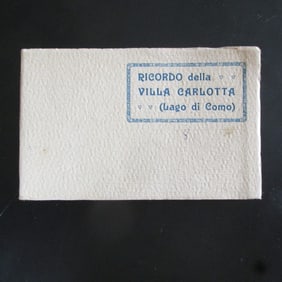 RICORDO della
VILLA CARLOTTA
(Lago di Como)